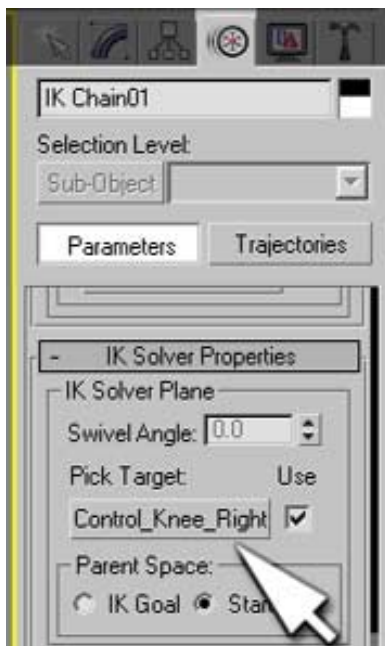 IK Chain01
Selection Level:
Sub-Object
Parameters Trajectories
- IK Solver Properties
IK Solver Plane
Swivel Angle: 0.0
Pick Target: Use
Control_Knee_Right
Parent Space:
IK Goal